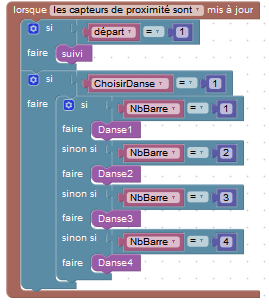 lorsque les capteurs de proximité sont mis à jour
si départ = 1
faire suivi
si ChoisirDanse = 1
faire si NbBarre = 1
faire Danse1
sinon si NbBarre = 2
faire Danse2
sinon si NbBarre = 3
faire Danse3
sinon si NbBarre = 4
faire Danse4